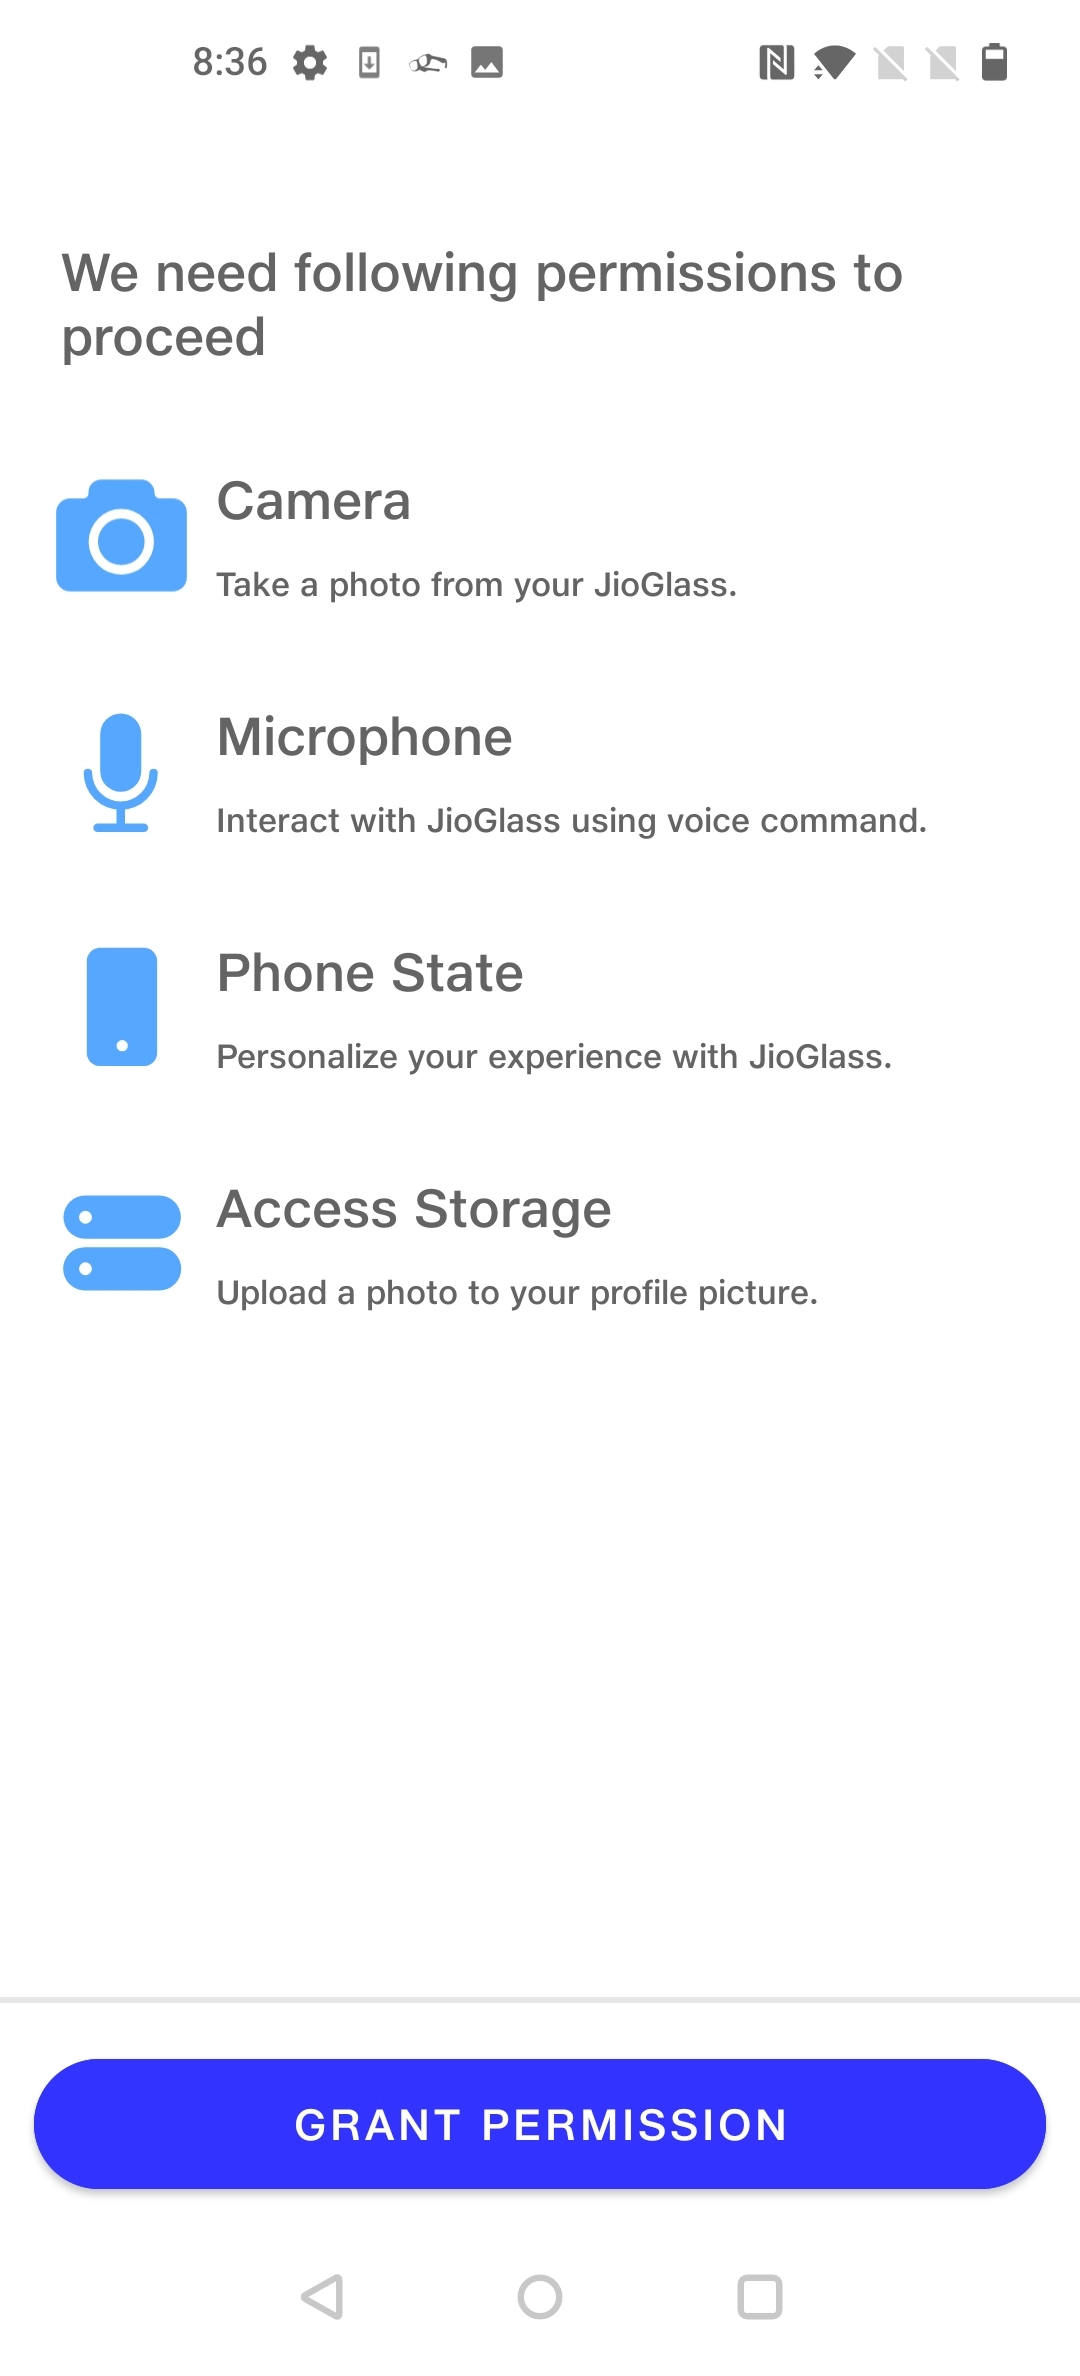 8:36
We need following permissions to
proceed
Camera
Take a photo from your JioGlass.
Microphone
Interact with JioGlass using voice command.
Phone State
Personalize your experience with JioGlass.
Access Storage
Upload a photo to your profile picture.
GRANT PERMISSION